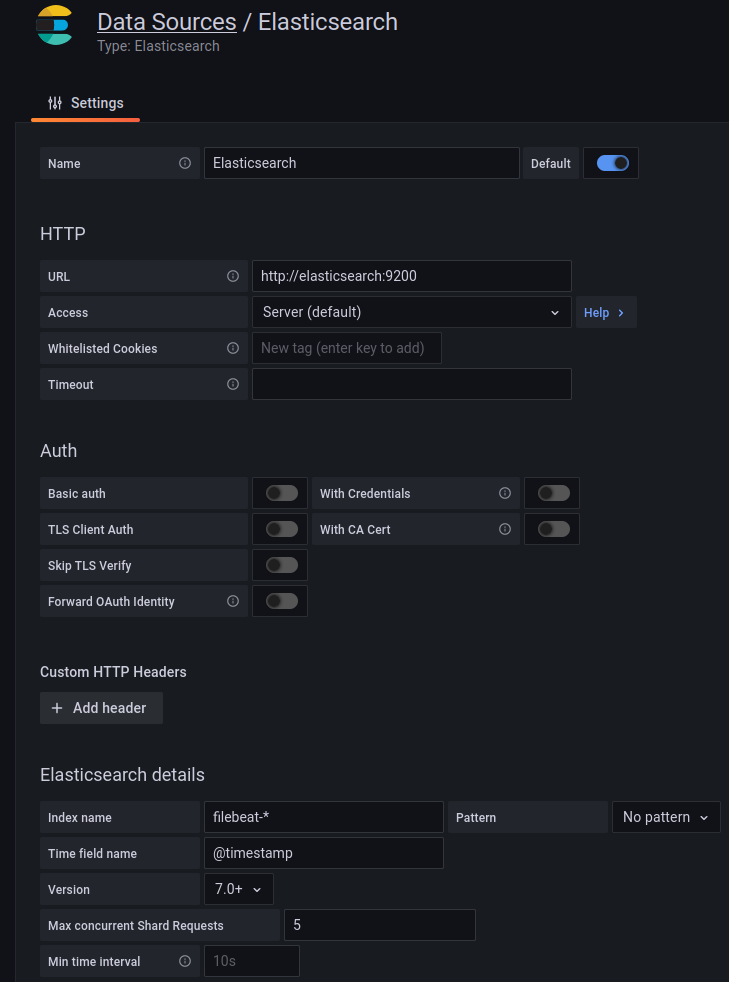 Data Sources / Elasticsearch
Type: Elasticsearch
Settings
Name Elasticsearch Default
HTTP
URL http://elasticsearch:9200
Access Server (default) Help
Whitelisted Cookies New tag (enter key to add)
Timeout
Auth
Basic auth With Credentials
TLS Client Auth With CA Cert
Skip TLS Verify
Forward OAuth Identity
Custom HTTP Headers
+ Add header
Elasticsearch details
Index name filebeat-* Pattern No pattern
Time field name @timestamp
Version 7.0+
Max concurrent Shard Requests 5
Min time interval 10s